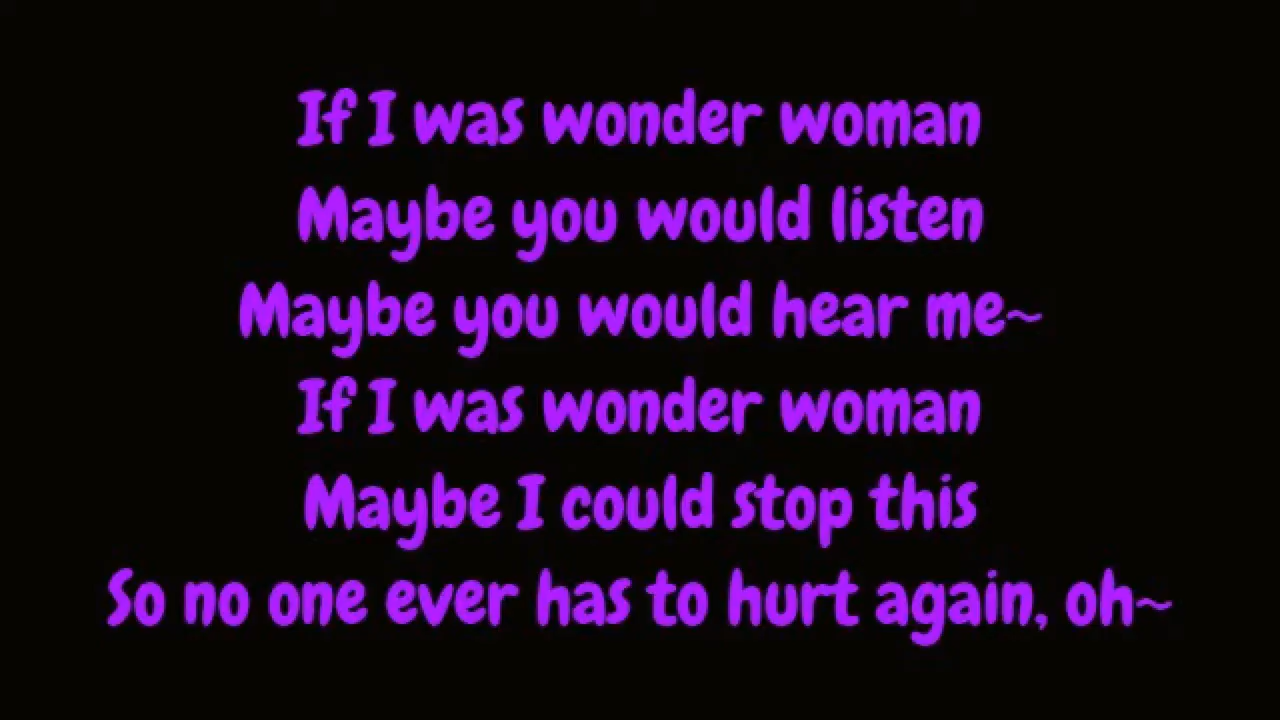 If I was wonder woman
Maybe you would listen
Maybe you would hear me~
If I was wonder woman
Maybe I could stop this
So no one ever has to hurt again, oh~